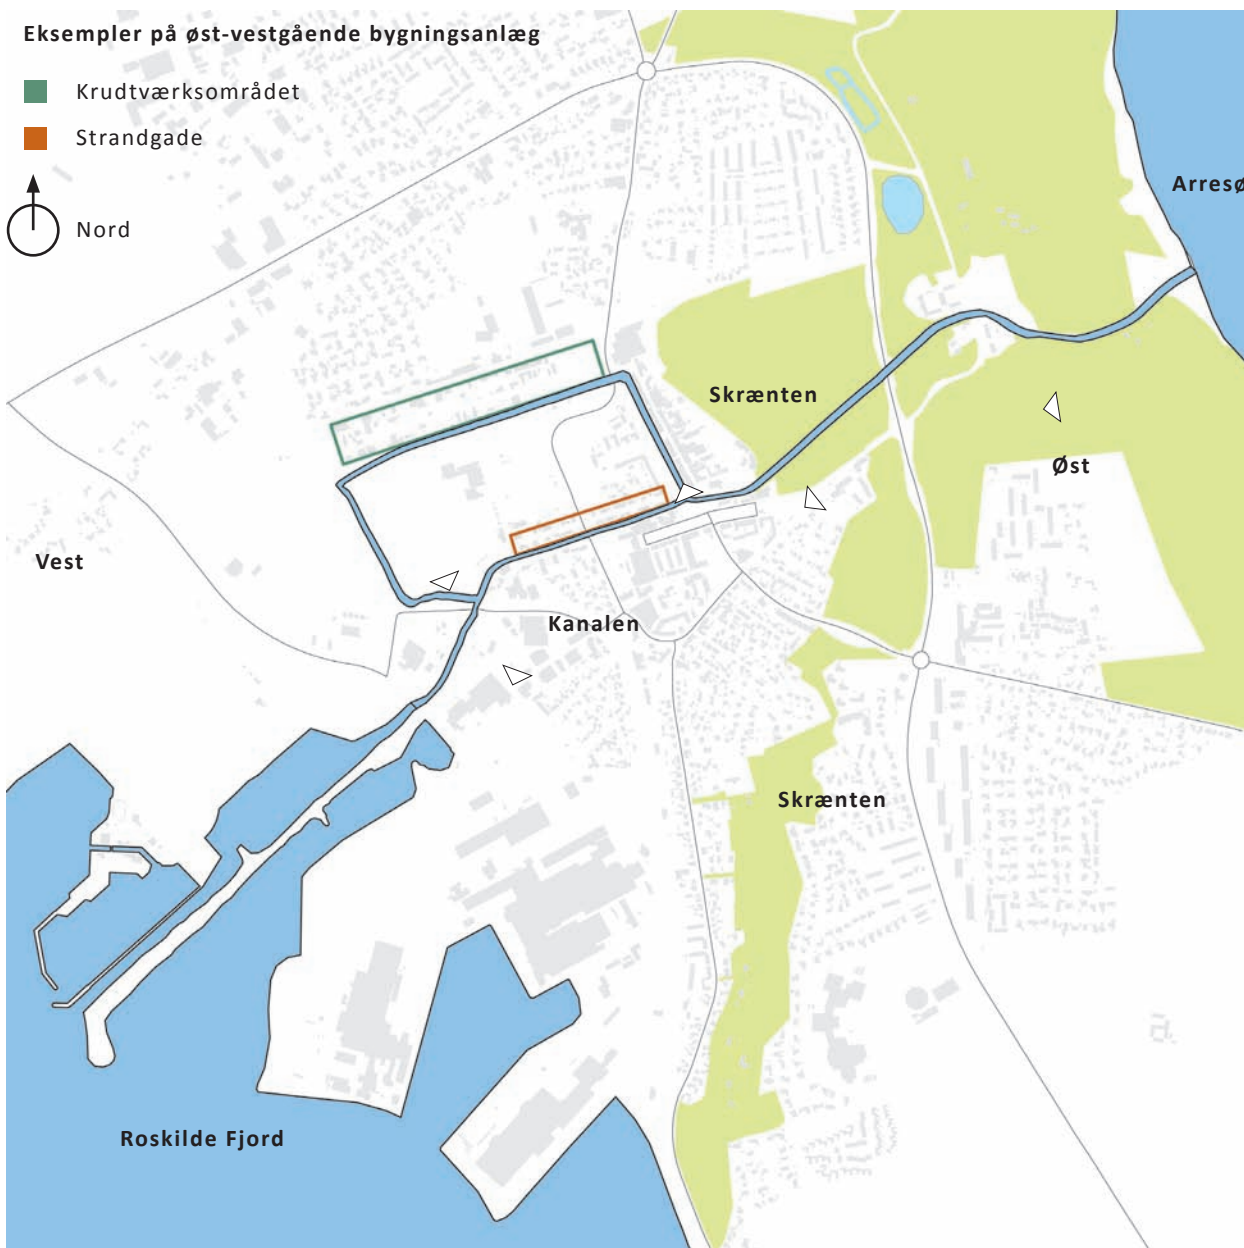 Eksempler på øst-vestgående bygningsanlæg
Krudtværksområdet
Strandgade
Nord
Arresø
Skrænten
Øst
Vest
Kanalen
Skrænten
Roskilde Fjord